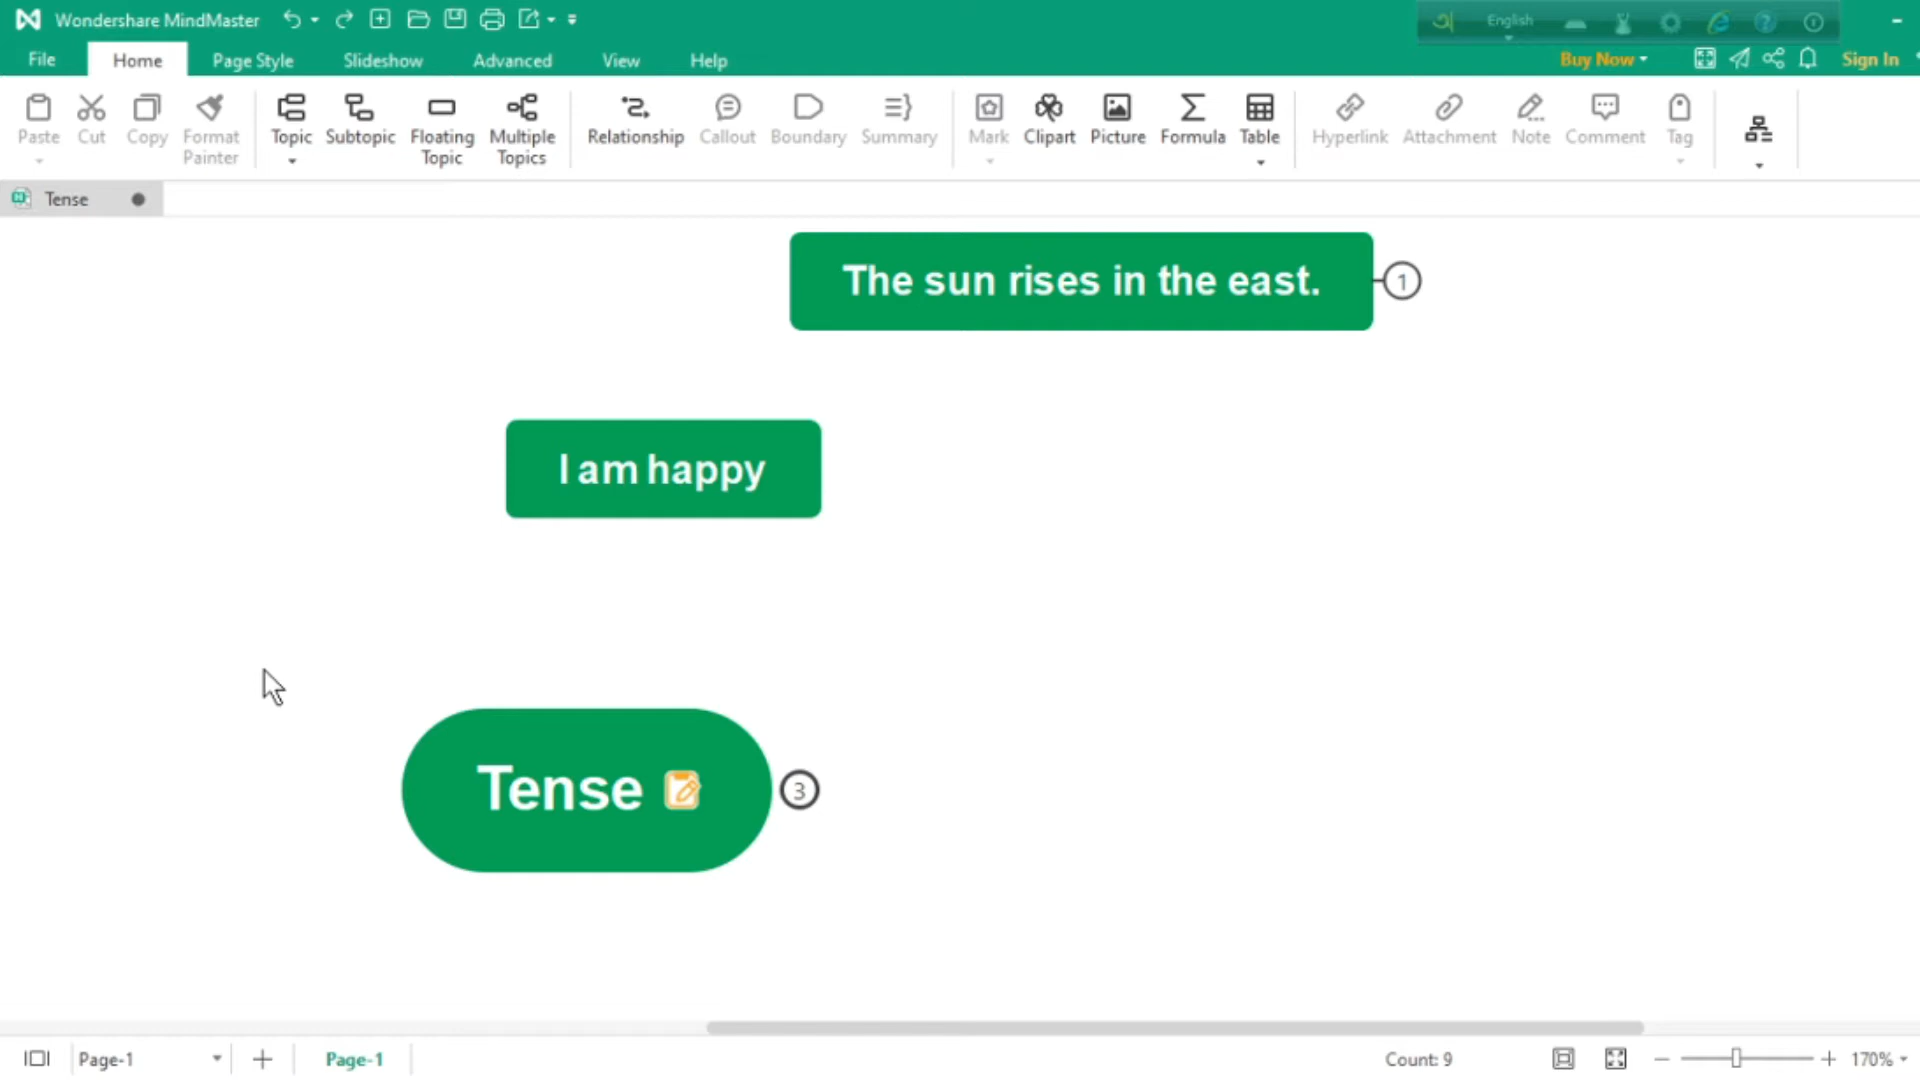 Wondershare MindMaster
English
File
Home
Page Style
Slideshow
Advanced
View
Help
Buy Now
Sign In
Paste
Cut
Copy
Format
Painter
Topic
Subtopic
Floating
Topic
Multiple
Topics
Relationship
Callout
Boundary
Summary
Mark
Clipart
Picture
Formula
Table
Hyperlink
Attachment
Note
Comment
Tag
Tense
The sun rises in the east.
1
I am happy
Tense
3
Page-1
Page-1
Count: 9
170%